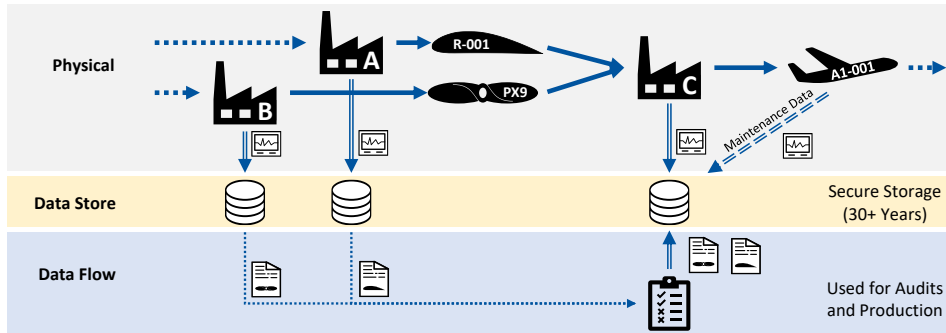 Physical
A
R-001
B
PX9
C
A1-001
Maintenance Data
Data Store
Secure Storage
(30+ Years)
Data Flow
Used for Audits
and Production